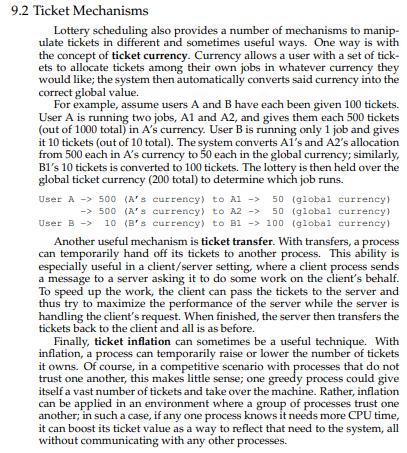 9.2 Ticket Mechanisms
Lottery scheduling also provides a number of mechanisms to manip-
ulate tickets in different and sometimes useful ways. One way is with
the concept of ticket currency. Currency allows a user with a set of tick-
ets to allocate tickets among their own jobs in whatever currency they
would like; the system then automatically converts said currency into the
correct global value.
For example, assume users A and B have each been given 100 tickets.
User A is running two jobs, A1 and A2, and gives them each 500 tickets
(out of 1000 total) in A's currency. User B is running only 1 job and gives
it 10 tickets (out of 10 total). The system converts A1's and A2's allocation
from 500 each in A's currency to 50 each in the global currency; similarly,
B1's 10 tickets is converted to 100 tickets. The lottery is then held over the
global ticket currency (200 total) to determine which job runs.
User A -> 500 (A's currency) to A1 -> 50 (global currency)
-> 500 (A's currency) to A2 -> 50 (global currency)
User B -> 10 (B's currency) to B1 -> 100 (global currency)
Another useful mechanism is ticket transfer. With transfers, a process
can temporarily hand off its tickets to another process. This ability is
especially useful in a client/server setting, where a client process sends
a message to a server asking it to do some work on the client's behalf.
To speed up the work, the client can pass the tickets to the server and
thus try to maximize the performance of the server while the server is
handling the client's request. When finished, the server then transfers the
tickets back to the client and all is as before.
Finally, ticket inflation can sometimes be a useful technique. With
inflation, a process can temporarily raise or lower the number of tickets
it owns. Of course, in a competitive scenario with processes that do not
trust one another, this makes little sense; one greedy process could give
itself a vast number of tickets and take over the machine. Rather, inflation
can be applied in an environment where a group of processes trust one
another; in such a case, if any one process knows it needs more CPU time,
it can boost its ticket value as a way to reflect that need to the system, all
without communicating with any other processes.